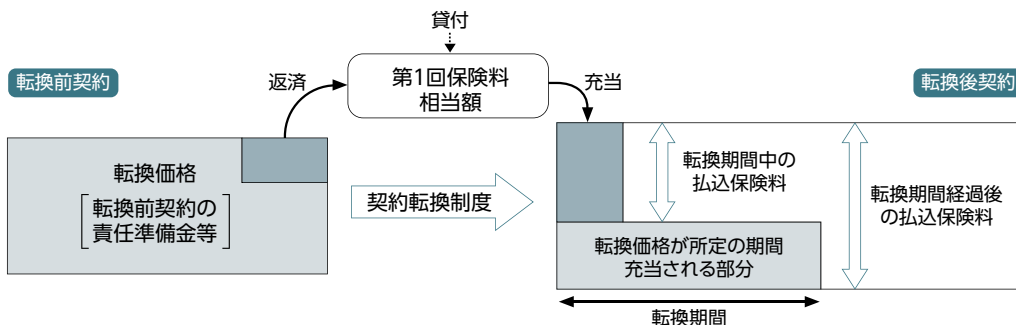 貸付
転換前契約
返済
第1回保険料
相当額
充当
転換後契約
転換価格
転換前契約の
責任準備金等
契約転換制度
転換期間中の
払込保険料
転換期間経過後
の払込保険料
転換価格が所定の期間
充当される部分
転換期間